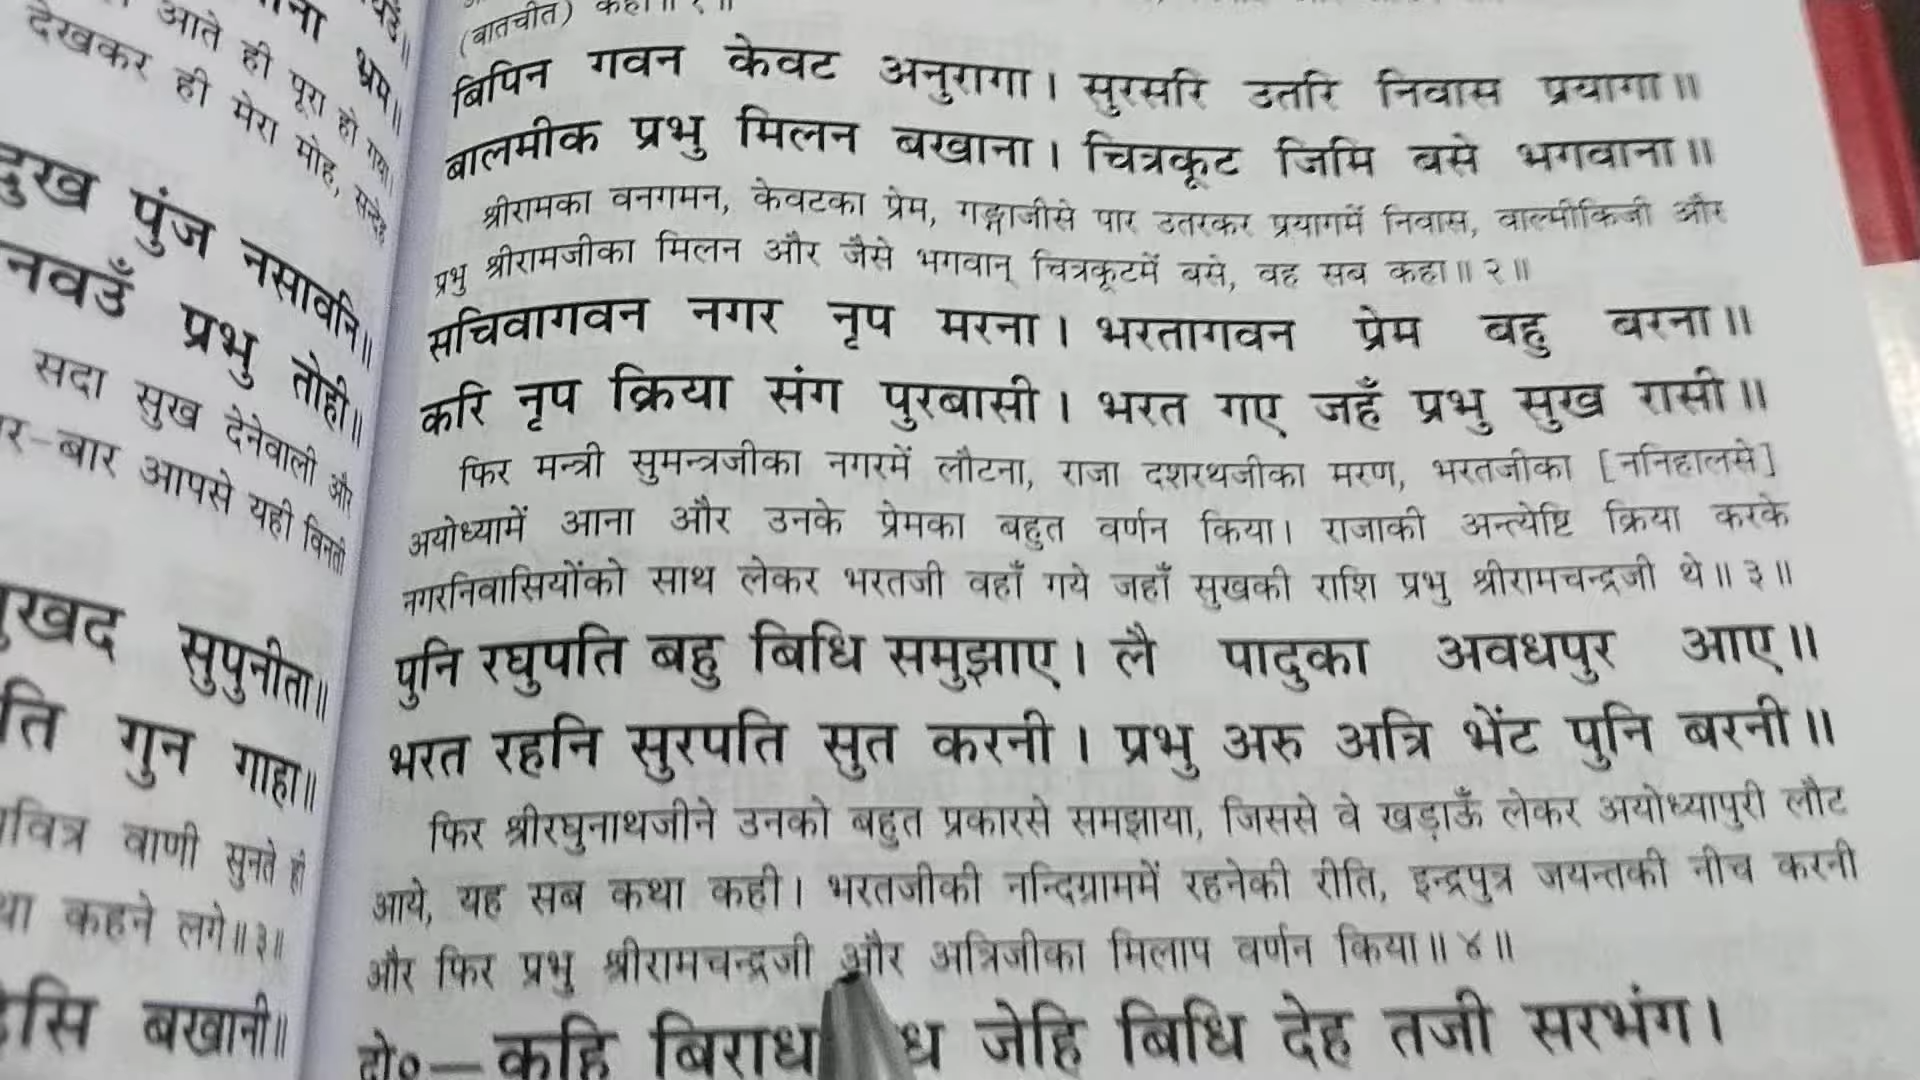 भ्रम॥
आते ही पूरा हो गया।
देखकर ही मेरा मोह, सन्देह
दुख पुंज नसावनि॥
नवउँ प्रभु तोही॥
सदा सुख देनेवाली और
र-बार आपसे यही विनती
सुपुनीता॥
ति गुन गाहा॥
वाणी सुनते ही
कहने लगे॥३॥
बखानी॥
(बातचीत) कहा॥१॥
बिपिन गवन केवट अनुरागा। सुरसरि उतरि निवास प्रयागा॥
बालमीक प्रभु मिलन बखाना। चित्रकूट जिमि बसे भगवाना॥
श्रीरामका वनगमन, केवटका प्रेम, गङ्गाजीसे पार उतरकर प्रयागमें निवास, वाल्मीकिजी और
प्रभु श्रीरामजीका मिलन और जैसे भगवान् चित्रकूटमें बसे, वह सब कहा॥२॥
सचिवागवन नगर नृप मरना। भरतागवन प्रेम बहु बरना॥
करि नृप क्रिया संग पुरबासी। भरत गए जहँ प्रभु सुख रासी॥
फिर मन्त्री सुमन्त्रजीका नगरमें लौटना, राजा दशरथजीका मरण, भरतजीका [ननिहालसे]
अयोध्यामें आना और उनके प्रेमका बहुत वर्णन किया। राजाकी अन्त्येष्टि क्रिया करके
नगरनिवासियोंको साथ लेकर भरतजी वहाँ गये जहाँ सुखकी राशि प्रभु श्रीरामचन्द्रजी थे॥३॥
पुनि रघुपति बहु बिधि समुझाए। लै पादुका अवधपुर आए॥
भरत रहनि सुरपति सुत करनी। प्रभु अरु अत्रि भेंट पुनि बरनी॥
फिर श्रीरघुनाथजीने उनको बहुत प्रकारसे समझाया, जिससे वे खड़ाऊँ लेकर अयोध्यापुरी लौट
आये, यह सब कथा कही। भरतजीकी नन्दिग्राममें रहनेकी रीति, इन्द्रपुत्र जयन्तकी नीच करनी
और फिर प्रभु श्रीरामचन्द्रजी और अत्रिजीका मिलाप वर्णन किया॥४॥
दो०—कहि बिराध ध जेहि बिधि देह तजी सरभंग।